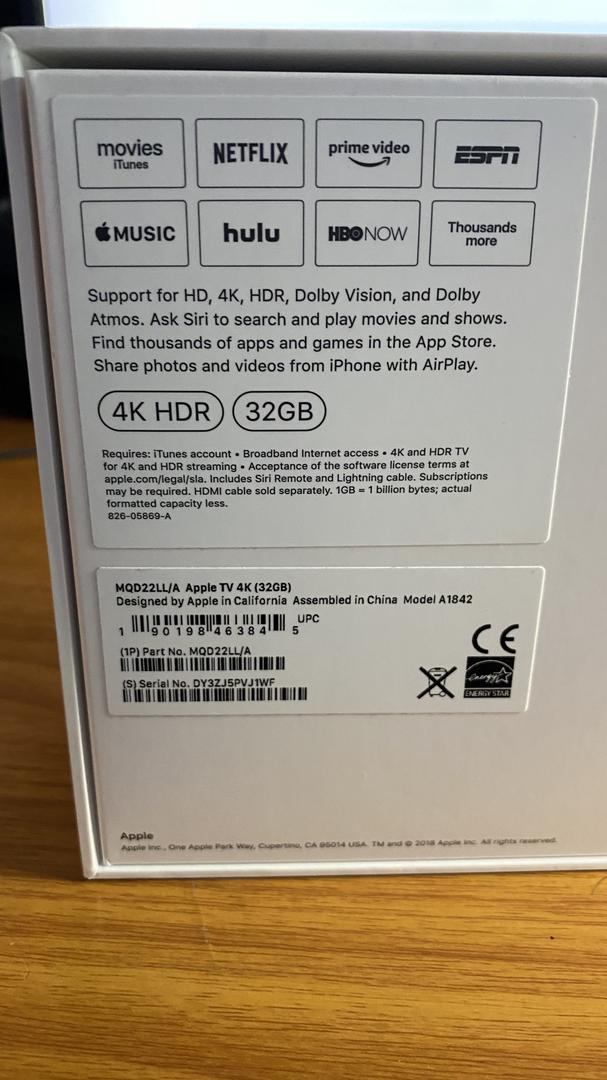 movies
iTunes
NETFLIX
prime video
ESPN
MUSIC
hulu
HBO NOW
Thousands
more
Support for HD, 4K, HDR, Dolby Vision, and Dolby
Atmos. Ask Siri to search and play movies and shows.
Find thousands of apps and games in the App Store.
Share photos and videos from iPhone with AirPlay.
4K HDR
32GB
Requires: iTunes account • Broadband Internet access • 4K and HDR TV
for 4K and HDR streaming • Acceptance of the software license terms at
apple.com/legal/sla. Includes Siri Remote and Lightning cable. Subscriptions
may be required. HDMI cable sold separately. 1GB = 1 billion bytes; actual
formatted capacity less.
826-05869-A
MQD22LL/A Apple TV 4K (32GB)
Designed by Apple in California Assembled in China Model A1842
UPC
1 90198 46384 5
(1P) Part No. MQD22LL/A
(S) Serial No. DY3ZJ5PVJ1WF
CE
energy
ENERGY STAR
Apple
Apple Inc., One Apple Park Way, Cupertino, CA 95014 USA. TM and © 2018 Apple Inc. All rights reserved.